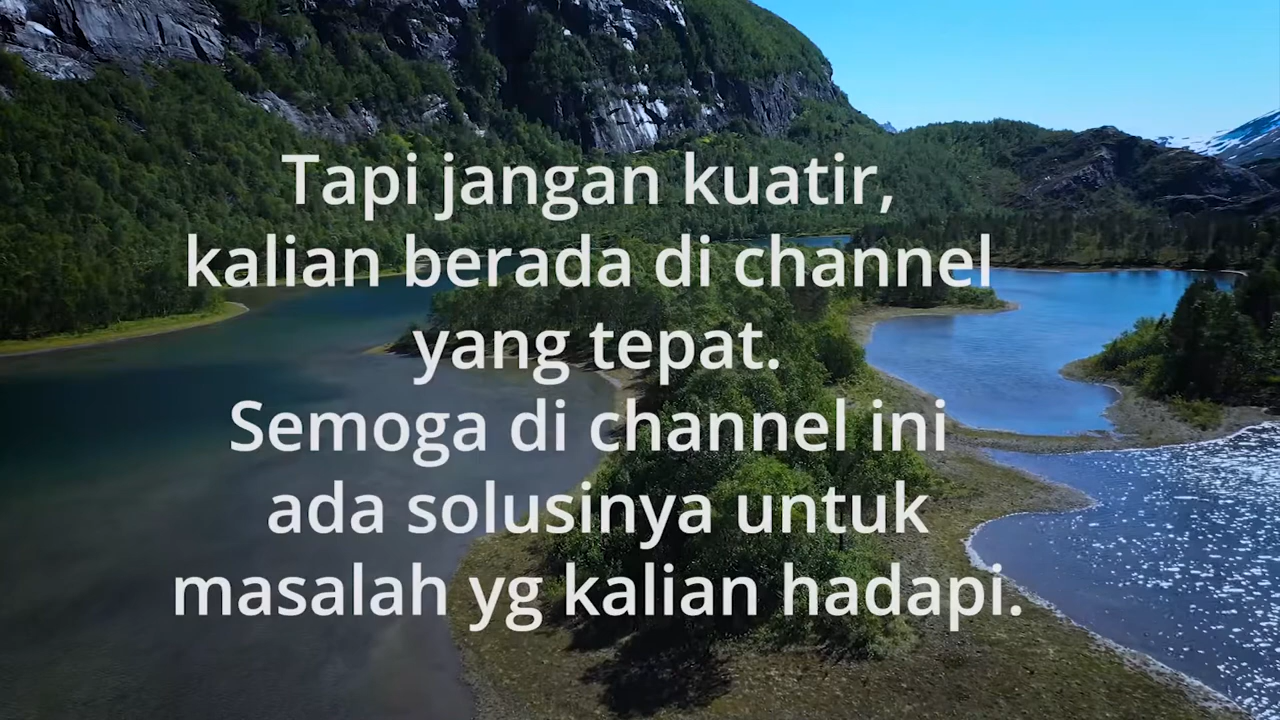 Tapi jangan kuatir,
kalian berada di channel
yang tepat.
Semoga di channel ini
ada solusinya untuk
masalah yg kalian hadapi.